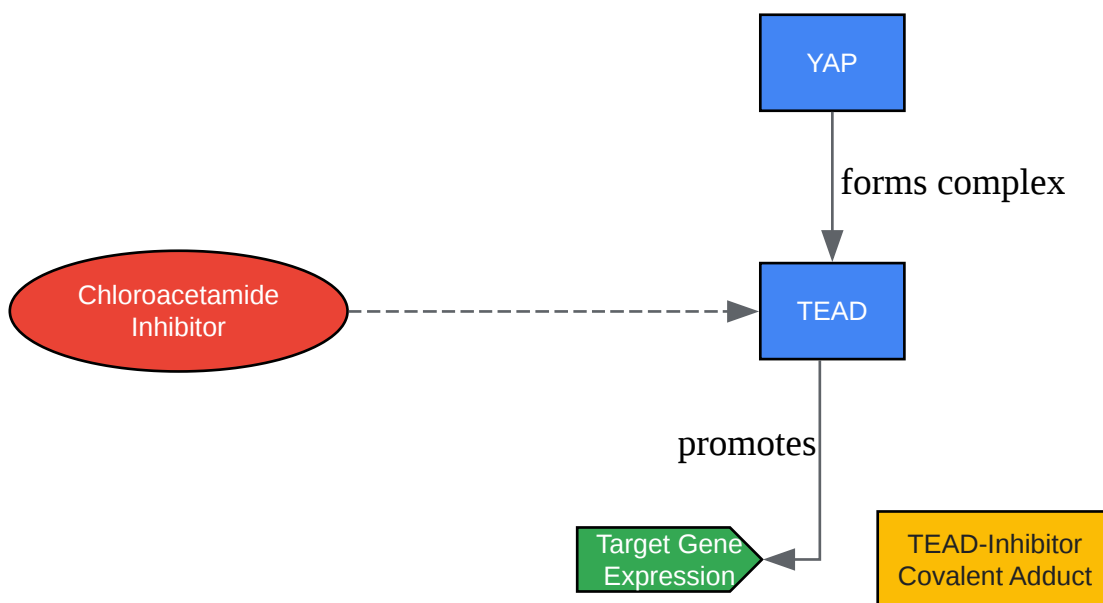 YAP
forms complex
Chloroacetamide
Inhibitor
TEAD
promotes
Target Gene
Expression
TEAD-Inhibitor
Covalent Adduct